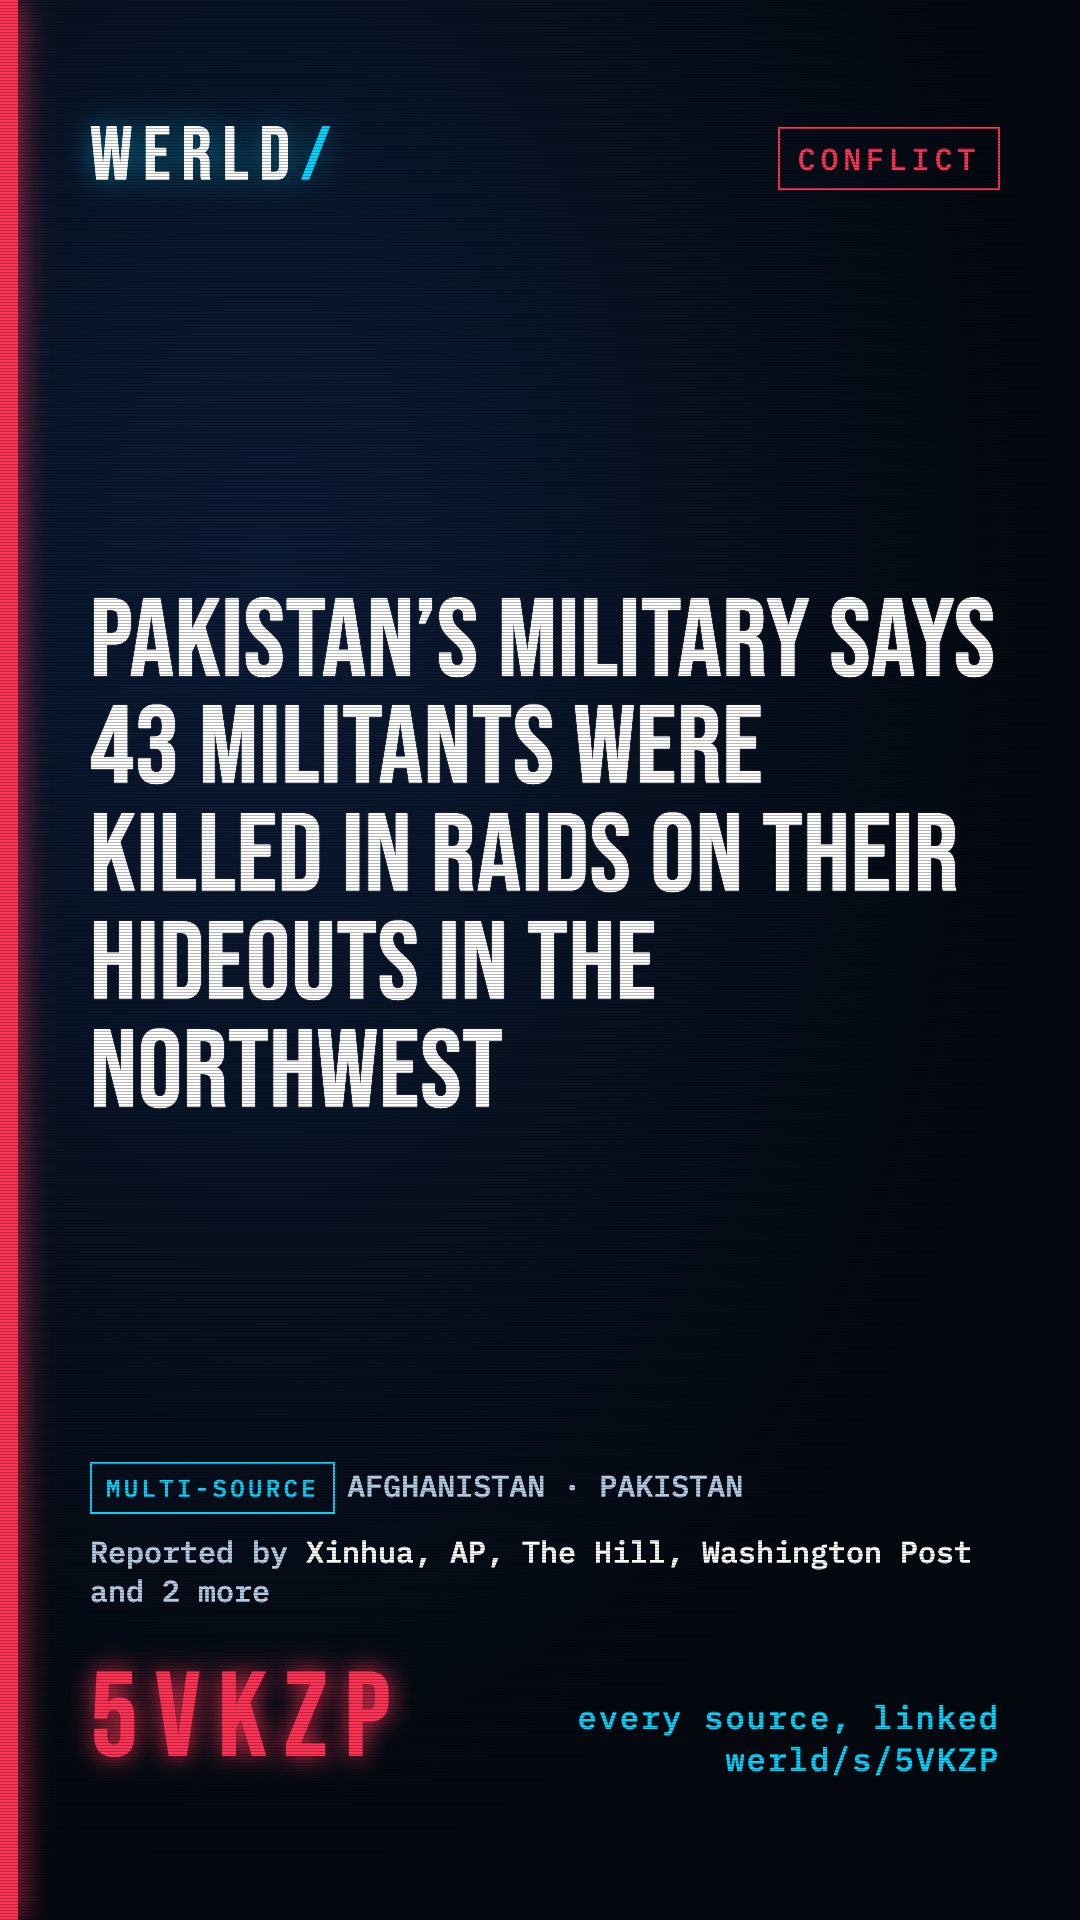 WERLD/
CONFLICT
PAKISTAN’S MILITARY SAYS
43 MILITANTS WERE
KILLED IN RAIDS ON THEIR
HIDEOUTS IN THE
NORTHWEST
MULTI-SOURCE AFGHANISTAN · PAKISTAN
Reported by Xinhua, AP, The Hill, Washington Post
and 2 more
5VKZP
every source, linked
werld/s/5VKZP